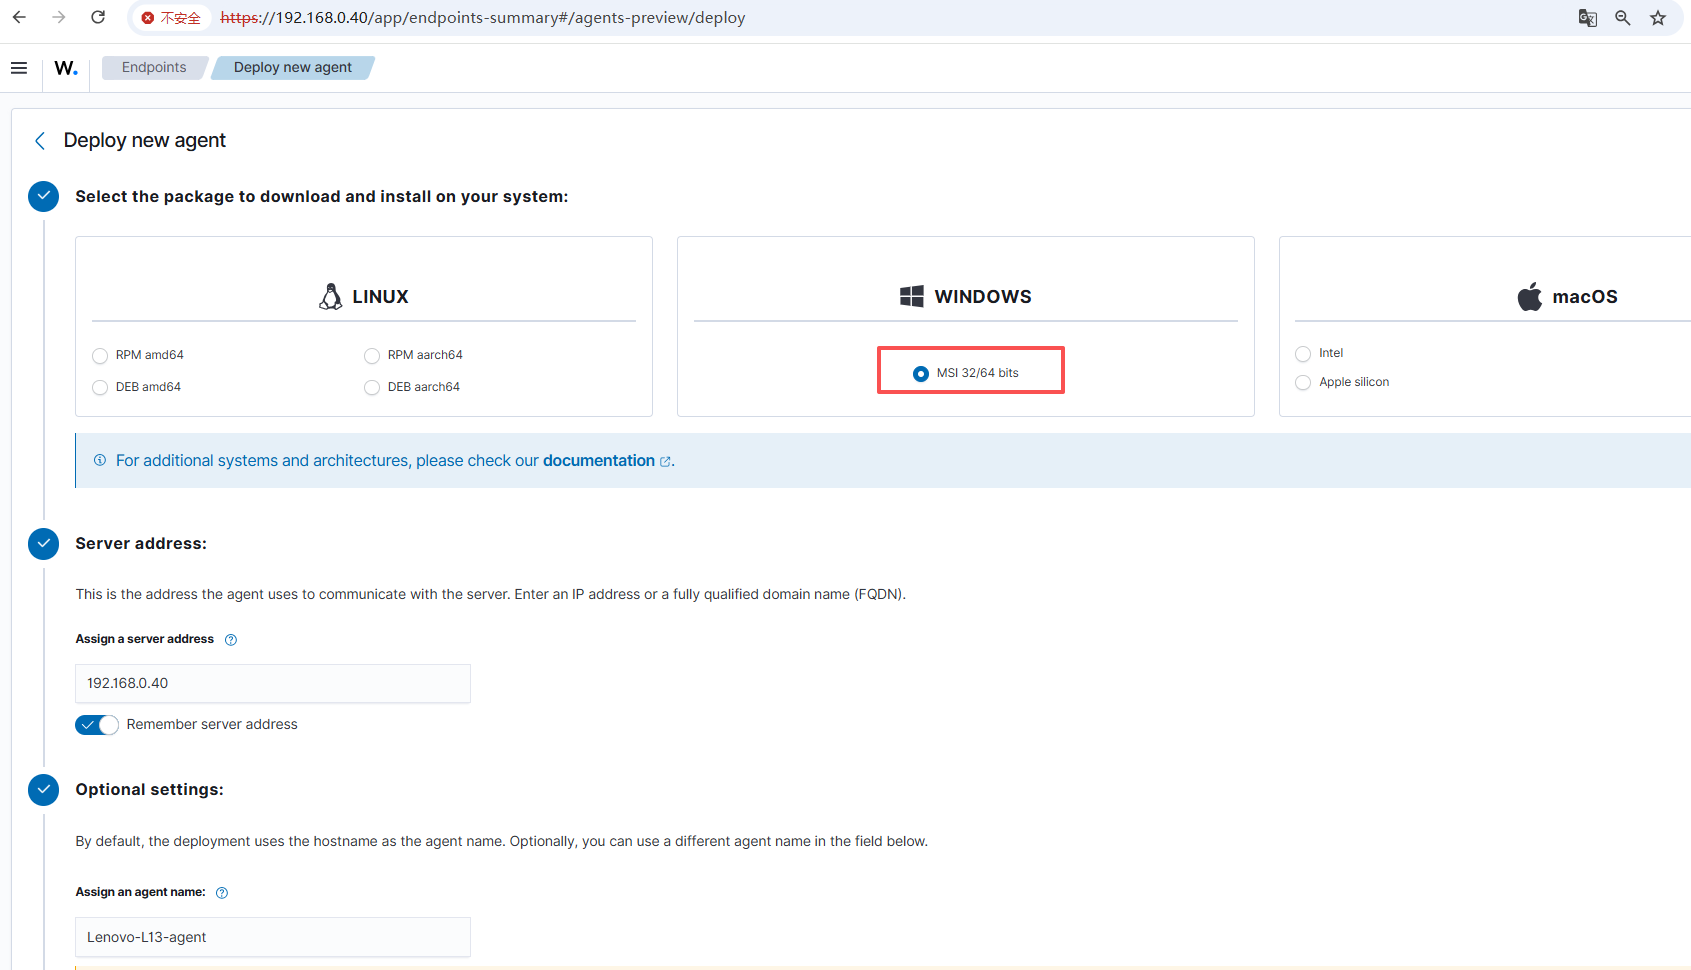 不安全 https://192.168.0.40/app/endpoints-summary#/agents-preview/deploy
W. Endpoints Deploy new agent
Deploy new agent
Select the package to download and install on your system:
LINUX
RPM amd64 RPM aarch64
DEB amd64 DEB aarch64
WINDOWS
MSI 32/64 bits
macOS
Intel
Apple silicon
For additional systems and architectures, please check our documentation.
Server address:
This is the address the agent uses to communicate with the server. Enter an IP address or a fully qualified domain name (FQDN).
Assign a server address
192.168.0.40
Remember server address
Optional settings:
By default, the deployment uses the hostname as the agent name. Optionally, you can use a different agent name in the field below.
Assign an agent name:
Lenovo-L13-agent